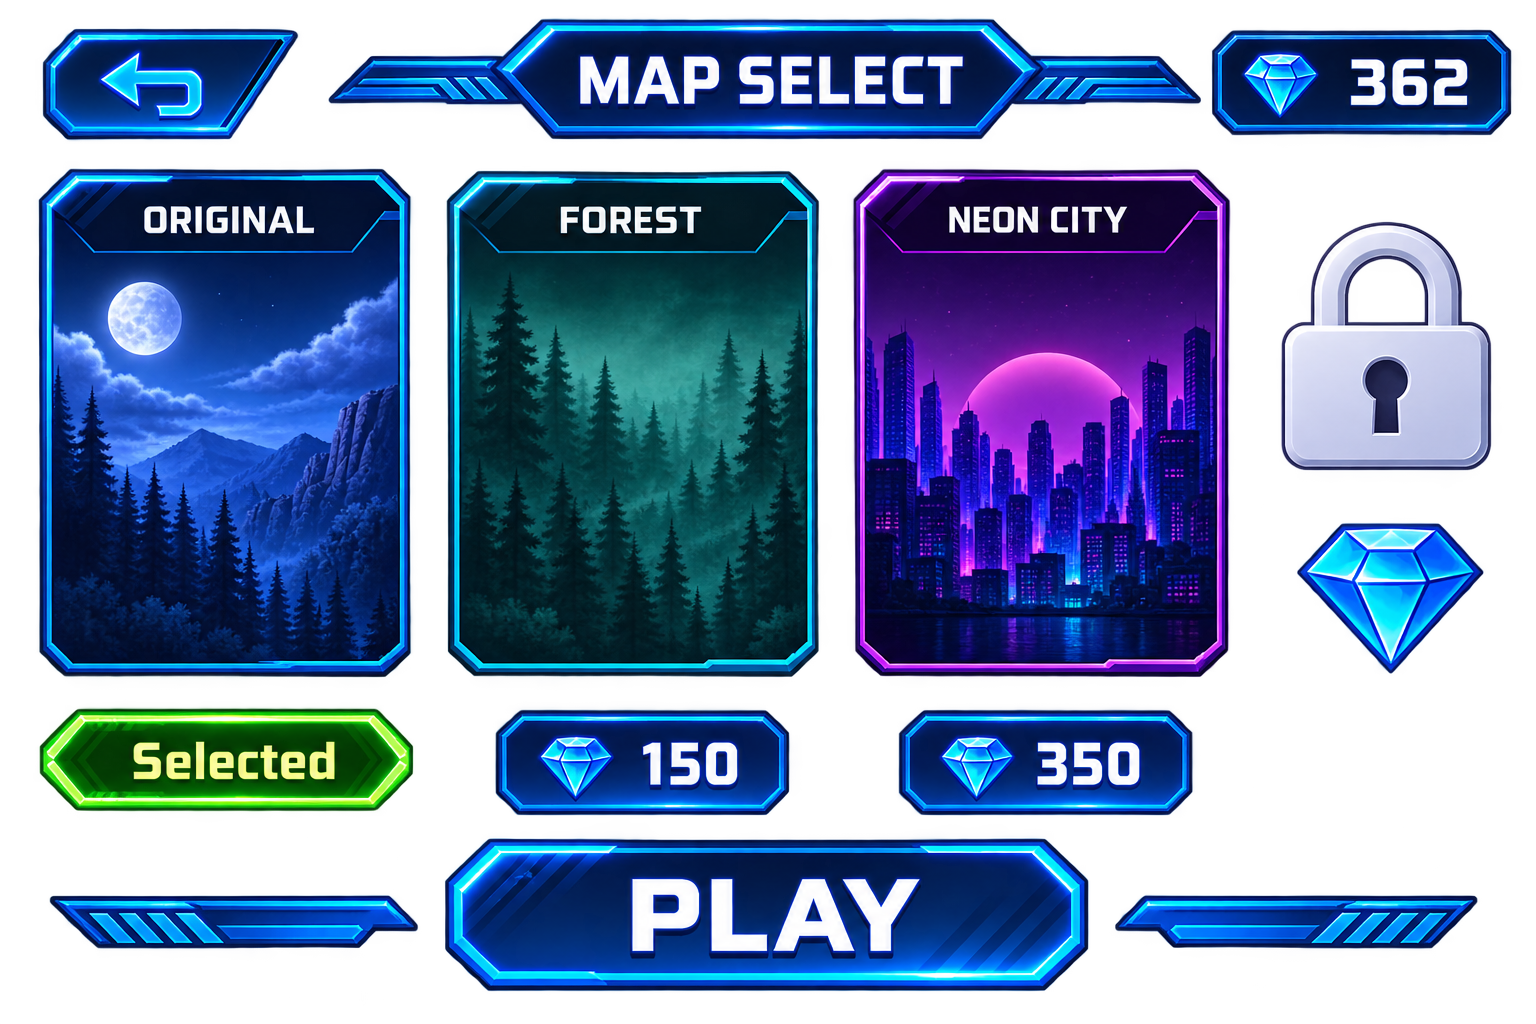 MAP SELECT
362
ORIGINAL
FOREST
NEON CITY
Selected
150
350
PLAY